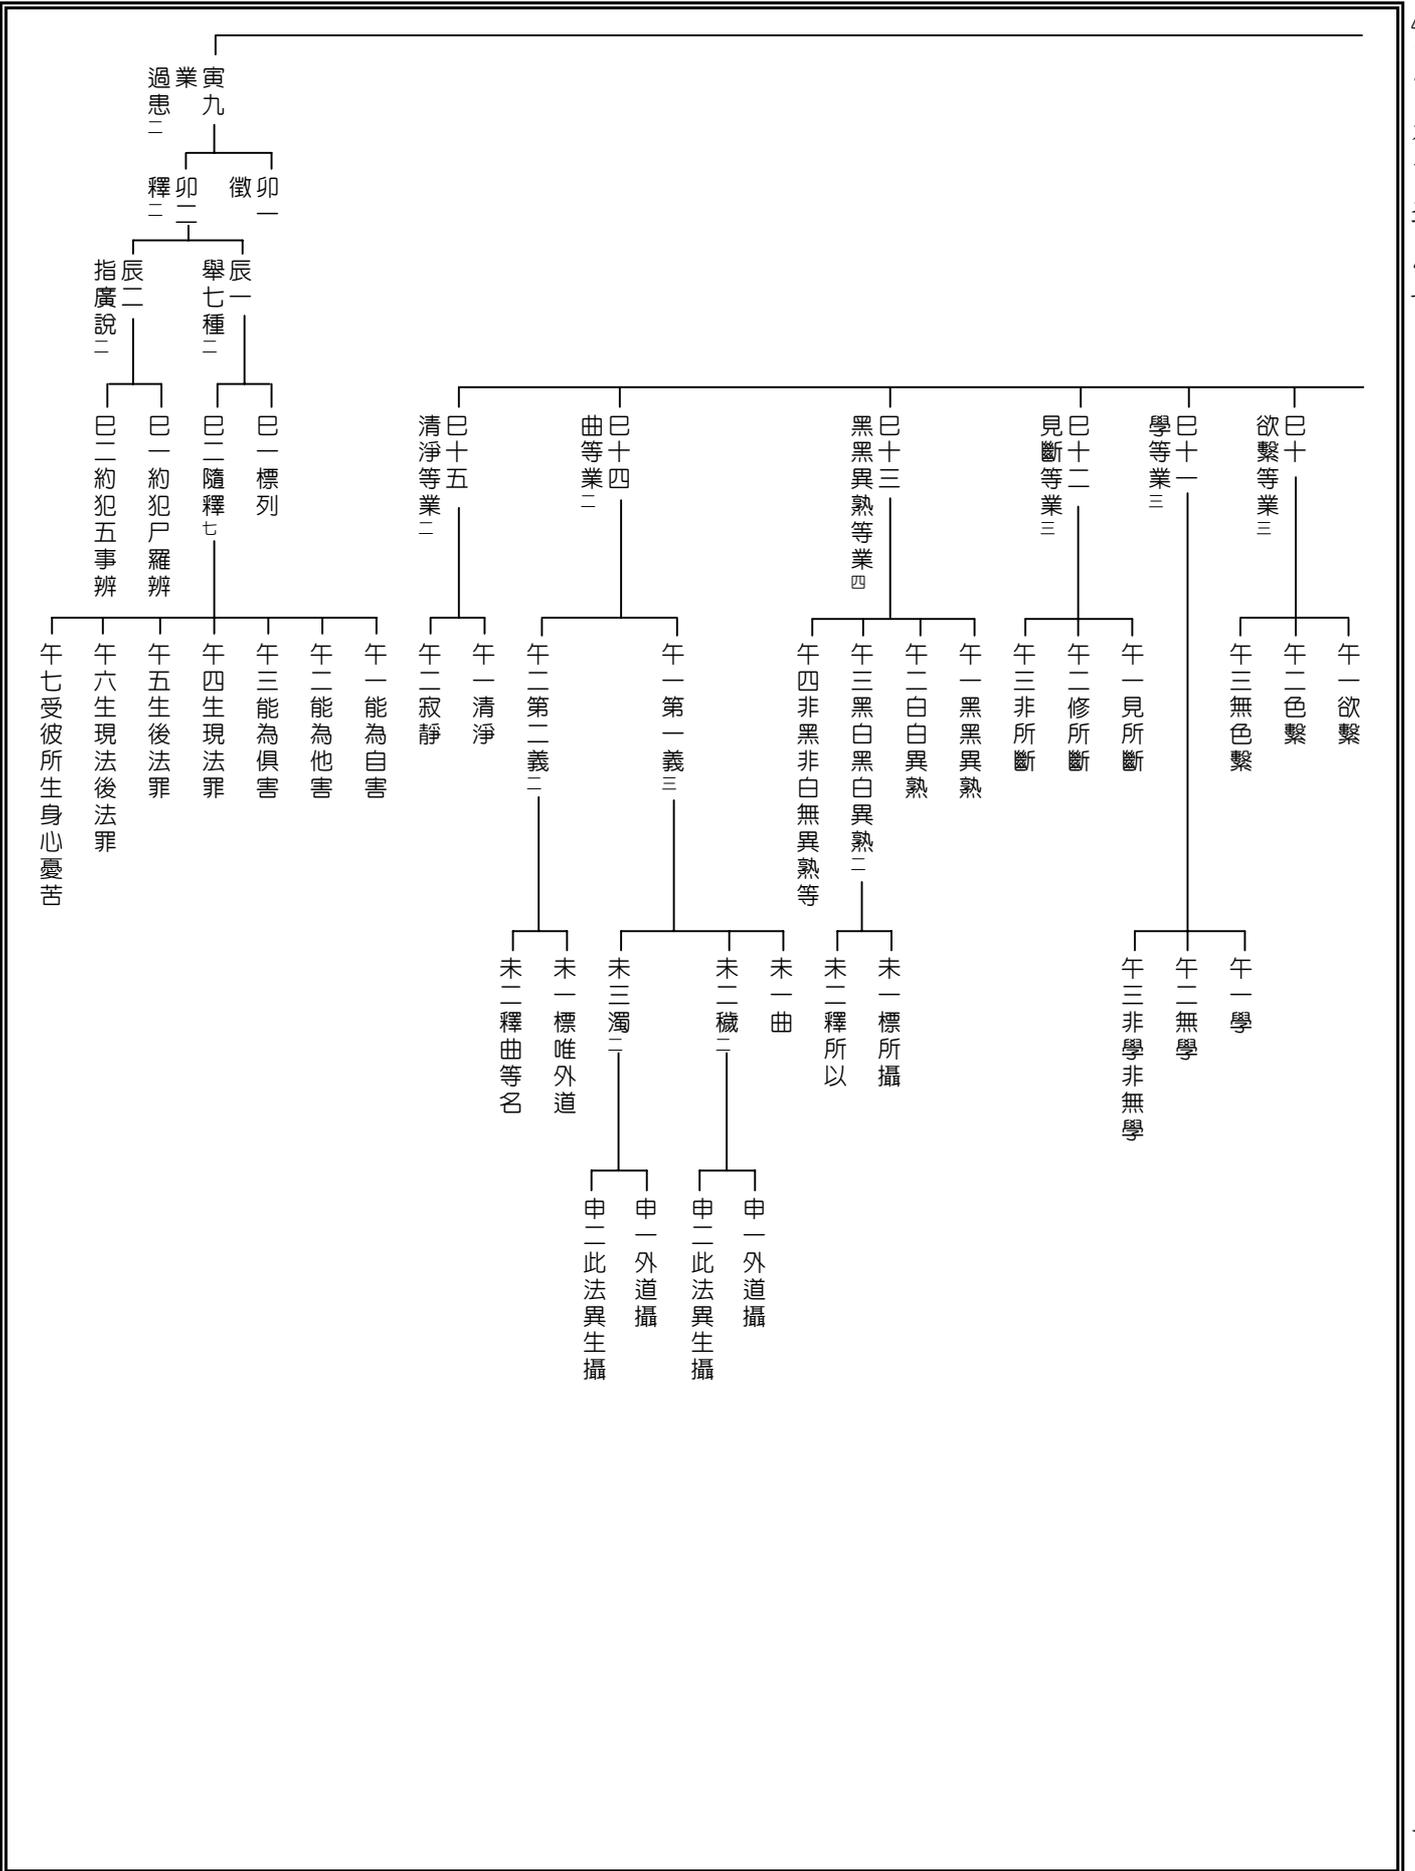 巳十
欲繫等業三
午一欲繫
午二色繫
午三無色繫
巳十一
學等業三
午一學
午二無學
午三非學非無學
巳十二
見斷等業三
午一見所斷
午二修所斷
午三非所斷
巳十三
黑黑異熟等業四
午一黑黑異熟
午二白白異熟
午三黑白黑白異熟二
未一標所攝
未二釋所以
午四非黑非白無異熟等
巳十四
曲等業二
午一第一義三
未一曲
未二穢二
申一外道攝
申二此法異生攝
未三濁二
申一外道攝
申二此法異生攝
午二第二義二
未一標唯外道
未二釋曲等名
巳十五
清淨等業二
午一清淨
午二寂靜
寅九
業
過患二
卯一
徵
卯二
釋二
辰一
舉七種二
巳一標列
巳二隨釋七
午一能為自害
午二能為他害
午三能為俱害
午四生現法罪
午五生後法罪
午六生現法後法罪
午七受彼所生身心憂苦
辰二
指廣說二
巳一約犯尸羅辨
巳二約犯五事辨